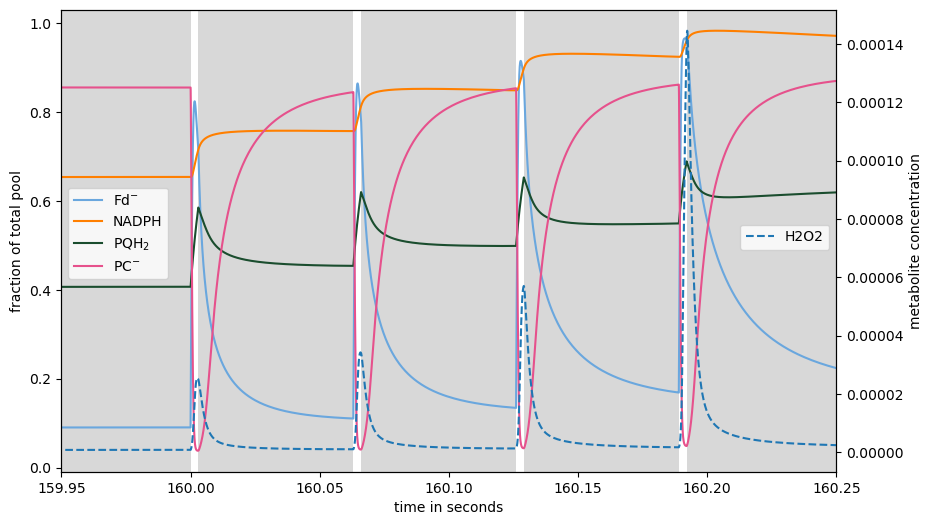 1.0
0.8
0.6
0.4
0.2
0.0
fraction of total pool
Fd⁻
NADPH
PQH₂
PC⁻
H2O2
0.00014
0.00012
0.00010
0.00008
0.00006
0.00004
0.00002
0.00000
metabolite concentration
159.95 160.00 160.05 160.10 160.15 160.20 160.25
time in seconds